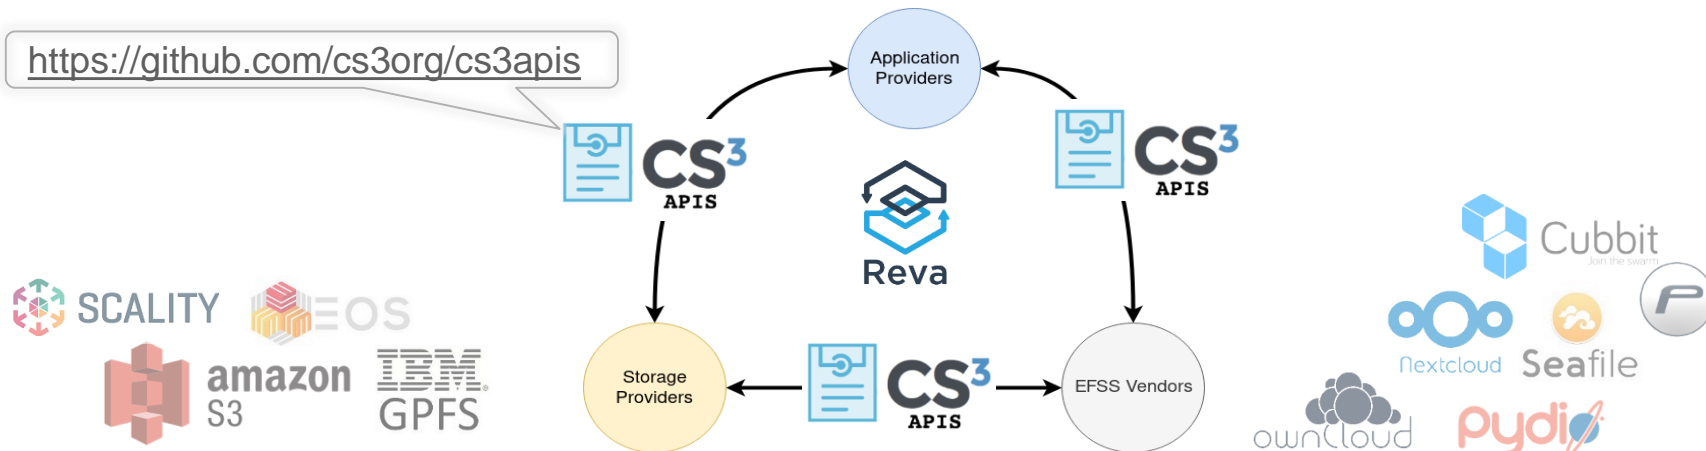 https://github.com/cs3org/cs3apis
Application
Providers
CS3
APIS
CS3
APIS
Reva
Cubbit
Join the swarm
SCALITY
EOS
amazon
S3
IBM
GPFS
Storage
Providers
CS3
APIS
EFSS Vendors
Nextcloud
Seafile
P
ownCloud
pydio